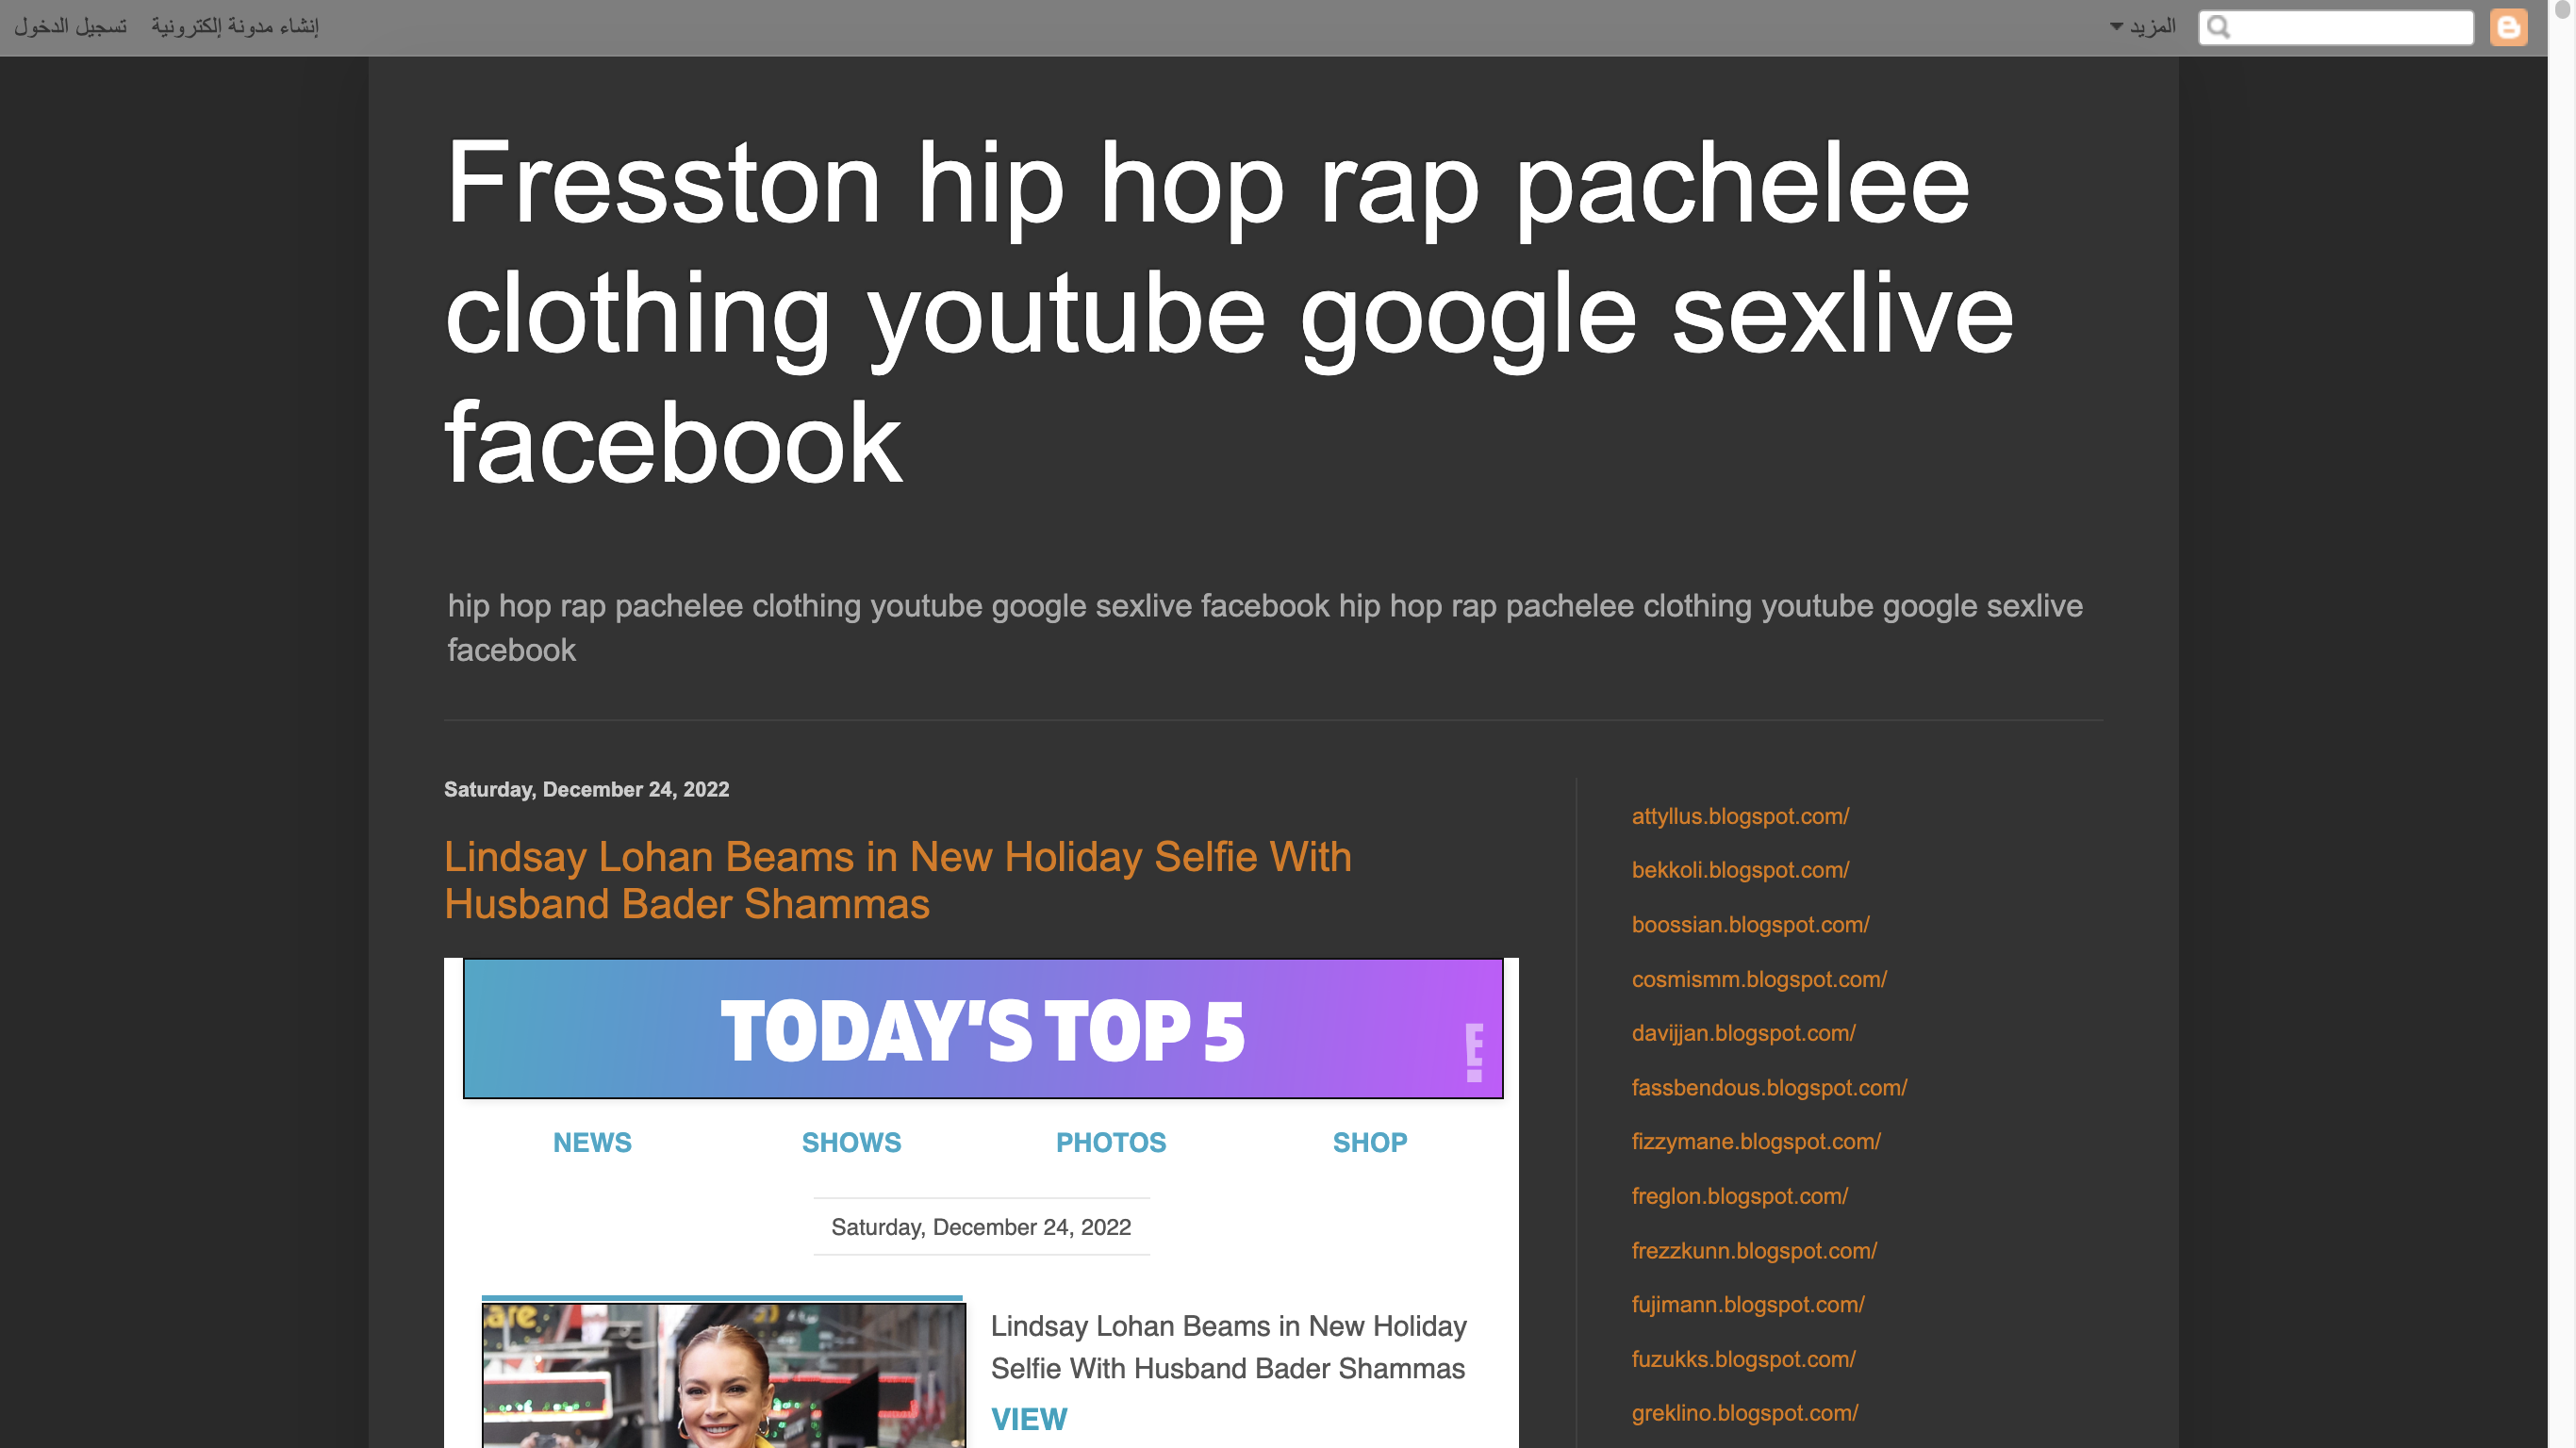 تسجيل الدخول
إنشاء مدونة إلكترونية
المزيد
Fresston hip hop rap pachelee
clothing youtube google sexlive
facebook
hip hop rap pachelee clothing youtube google sexlive facebook hip hop rap pachelee clothing youtube google sexlive
facebook
Saturday, December 24, 2022
Lindsay Lohan Beams in New Holiday Selfie With
Husband Bader Shammas
TODAY'S TOP 5
E!
NEWS SHOWS PHOTOS SHOP
Saturday, December 24, 2022
are
Lindsay Lohan Beams in New Holiday
Selfie With Husband Bader Shammas
VIEW
attyllus.blogspot.com/
bekkoli.blogspot.com/
boossian.blogspot.com/
cosmismm.blogspot.com/
davijjan.blogspot.com/
fassbendous.blogspot.com/
fizzymane.blogspot.com/
freglon.blogspot.com/
frezzkunn.blogspot.com/
fujimann.blogspot.com/
fuzukks.blogspot.com/
greklino.blogspot.com/